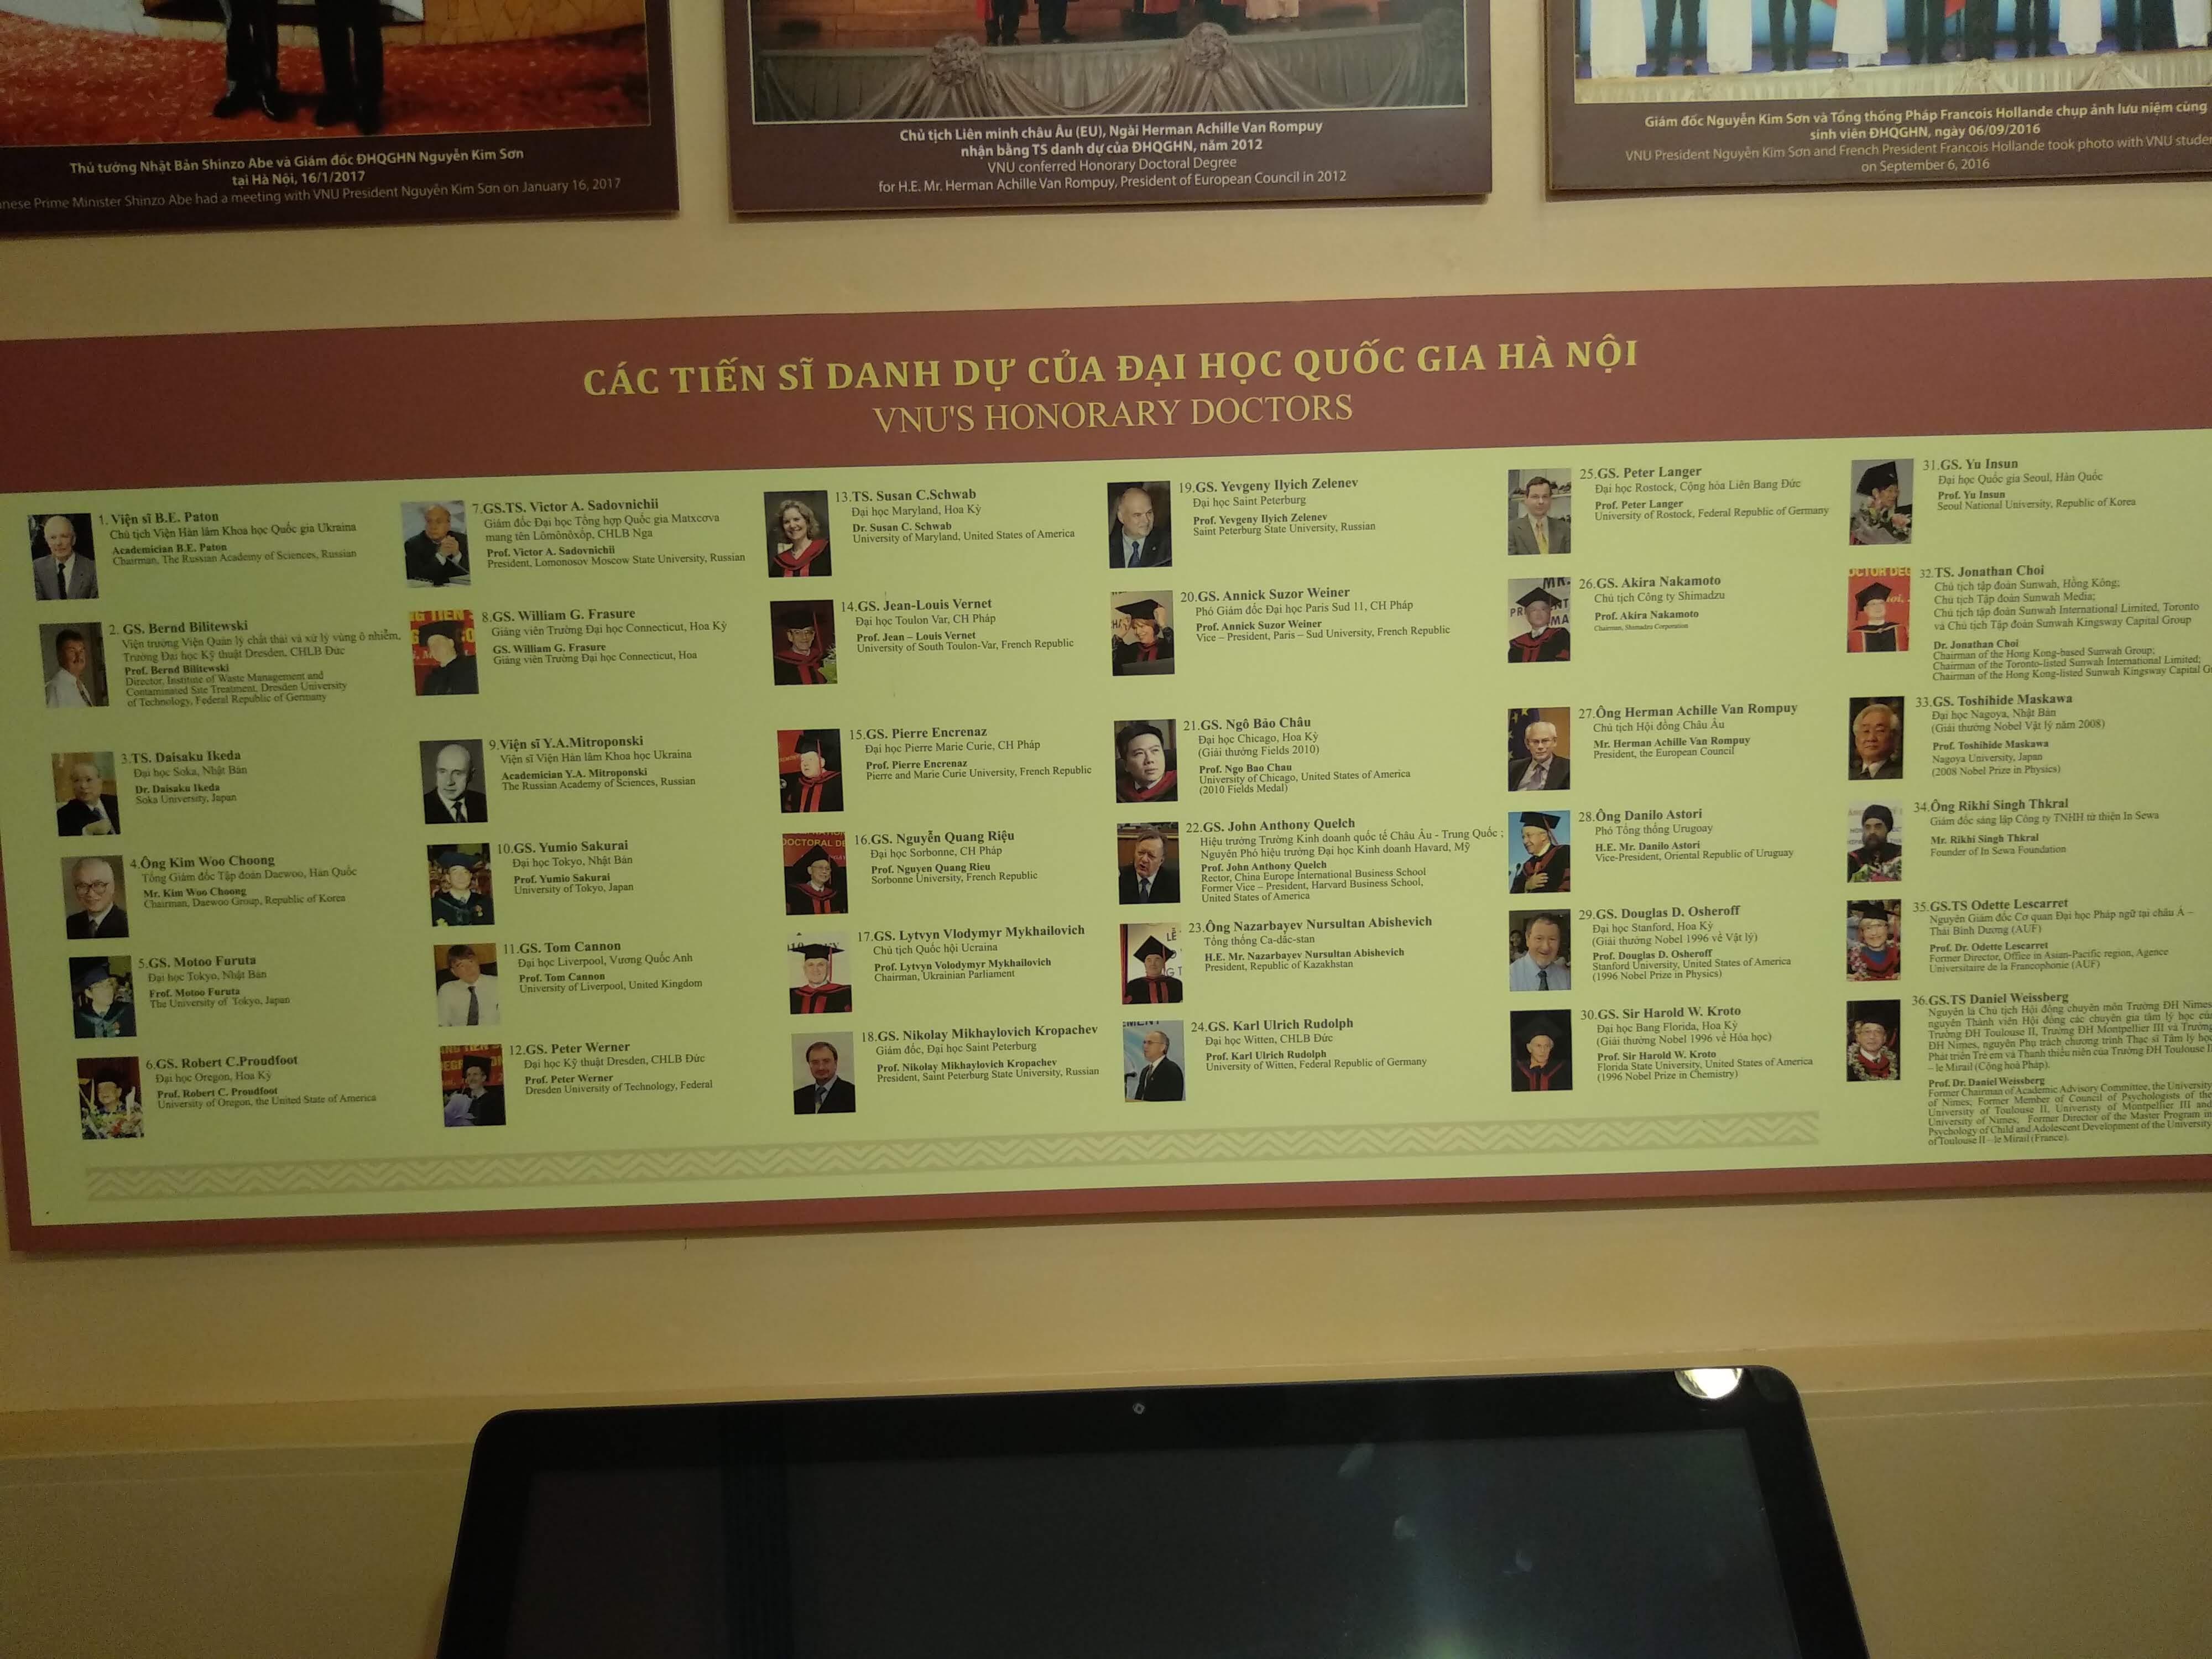 Thủ tướng Nhật Bản Shinzo Abe và Giám đốc ĐHQGHN Nguyễn Kim Sơn
tại Hà Nội, 16/1/2017
Prime Minister Shinzo Abe had a meeting with VNU President Nguyễn Kim Sơn on January 16, 2017
Chủ tịch Liên minh châu Âu (EU), Ngài Herman Achille Van Rompuy
nhận bằng TS danh dự của ĐHQGHN, năm 2012
VNU conferred Honorary Doctoral Degree
for H.E. Mr. Herman Achille Van Rompuy, President of European Council in 2012
Giám đốc Nguyễn Kim Sơn và Tổng thống Pháp Francois Hollande chụp ảnh lưu niệm cùng
sinh viên ĐHQGHN, ngày 06/09/2016
VNU President Nguyễn Kim Sơn and French President Francois Hollande took photo with VNU
on September 6, 2016
CÁC TIẾN SĨ DANH DỰ CỦA ĐẠI HỌC QUỐC GIA HÀ NỘI
VNU'S HONORARY DOCTORS
1. Viện sĩ B.E. Paton
Chủ tịch Viện Hàn lâm Khoa học Quốc gia Ukraina
Academician B.E. Paton
Chairman, The Russian Academy of Sciences, Russian
2. GS. Bernd Bilitewski
Viện trưởng Viện Quản lý chất thải và xử lý vùng ô nhiễm,
Trường Đại học Kỹ thuật Dresden, CHLB Đức
Prof. Bernd Bilitewski
Director, Institute of Waste Management and
Contaminated Site Treatment, Dresden University
of Technology, Federal Republic of Germany
3.TS. Daisaku Ikeda
Đại học Soka, Nhật Bản
Dr. Daisaku Ikeda
Soka University, Japan
4.Ông Kim Woo Choong
Tổng Giám đốc Tập đoàn Daewoo, Hàn Quốc
Mr. Kim Woo Choong
Chairman, Daewoo Group, Republic of Korea
5.GS. Motoo Furuta
Đại học Tokyo, Nhật Bản
Frof. Motoo Furuta
The University of Tokyo, Japan
6.GS. Robert C.Proudfoot
Đại học Oregon, Hoa Kỳ
Prof. Robert C. Proudfoot
University of Oregon, the United State of America
7.GS.TS. Victor A. Sadovnichii
Giám đốc Đại học Tổng hợp Quốc gia Matxcơva
mang tên Lômônôxốp, CHLB Nga
Prof. Victor A. Sadovnichii
President, Lomonosov Moscow State University, Russian
8.GS. William G. Frasure
Giảng viên Trường Đại học Connecticut, Hoa Kỳ
GS. William G. Frasure
Giảng viên Trường Đại học Connecticut, Hoa
9.Viện sĩ Y.A.Mitroponski
Viện sĩ Viện Hàn lâm Khoa học Ukraina
Academician Y.A. Mitroponski
The Russian Academy of Sciences, Russian
10.GS. Yumio Sakurai
Đại học Tokyo, Nhật Bản
Prof. Yumio Sakurai
University of Tokyo, Japan
11.GS. Tom Cannon
Đại học Liverpool, Vương Quốc Anh
Prof. Tom Cannon
University of Liverpool, United Kingdom
12.GS. Peter Werner
Đại học Kỹ thuật Dresden, CHLB Đức
Prof. Peter Werner
Dresden University of Technology, Federal
13.TS. Susan C.Schwab
Đại học Maryland, Hoa Kỳ
Dr. Susan C. Schwab
University of Maryland, United States of America
14.GS. Jean-Louis Vernet
Đại học Toulon Var, CH Pháp
Prof. Jean – Louis Vernet
University of South Toulon-Var, French Republic
15.GS. Pierre Encrenaz
Đại học Pierre Marie Curie, CH Pháp
Prof. Pierre Encrenaz
Pierre and Marie Curie University, French Republic
16.GS. Nguyễn Quang Riệu
Đại học Sorbonne, CH Pháp
Prof. Nguyen Quang Rieu
Sorbonne University, French Republic
17.GS. Lytvyn Vlodymyr Mykhailovich
Chủ tịch Quốc hội Ucraina
Prof. Lytvyn Volodymyr Mykhailovich
Chairman, Ukrainian Parliament
18.GS. Nikolay Mikhaylovich Kropachev
Giám đốc, Đại học Saint Peterburg
Prof. Nikolay Mikhaylovich Kropachev
President, Saint Petersburg State University, Russian
19.GS. Yevgeny Ilyich Zelenev
Đại học Saint Peterburg
Prof. Yevgeny Ilyich Zelenev
Saint Peterburg State University, Russian
20.GS. Annick Suzor Weiner
Phó Giám đốc Đại học Paris Sud 11, CH Pháp
Prof. Annick Suzor Weiner
Vice – President, Paris – Sud University, French Republic
21.GS. Ngô Bảo Châu
Đại học Chicago, Hoa Kỳ
(Giải thưởng Fields 2010)
Prof. Ngo Bao Chau
University of Chicago, United States of America
(2010 Fields Medal)
22.GS. John Anthony Quelch
Hiệu trưởng Trường Kinh doanh quốc tế Châu Âu - Trung Quốc ;
Nguyên Phó hiệu trưởng Đại học Kinh doanh Havard, Mỹ
Prof. John Anthony Quelch
Rector, China Europe International Business School
Former Vice – President, Harvard Business School,
United States of America
23.Ông Nazarbayev Nursultan Abishevich
Tổng thống Ca-dắc-stan
H.E. Mr. Nazarbayev Nursultan Abishevich
President, Republic of Kazakhstan
24.GS. Karl Ulrich Rudolph
Đại học Witten, CHLB Đức
Prof. Karl Ulrich Rudolph
University of Witten, Federal Republic of Germany
25.GS. Peter Langer
Đại học Rostock, Cộng hòa Liên Bang Đức
Prof. Peter Langer
University of Rostock, Federal Republic of Germany
26.GS. Akira Nakamoto
Chủ tịch Công ty Shimadzu
Prof. Akira Nakamoto
Chairman, Shimadzu Corporation
27.Ông Herman Achille Van Rompuy
Chủ tịch Hội đồng Châu Âu
Mr. Herman Achille Van Rompuy
President, the European Council
28.Ông Danilo Astori
Phó Tổng thống Urugoay
H.E. Mr. Danilo Astori
Vice-President, Oriental Republic of Uruguay
29.GS. Douglas D. Osheroff
Đại học Stanford, Hoa Kỳ
(Giải thưởng Nobel 1996 về Vật lý)
Prof. Douglas D. Osheroff
Stanford University, United States of America
(1996 Nobel Prize in Physics)
30.GS. Sir Harold W. Kroto
Đại học Bang Florida, Hoa Kỳ
(Giải thưởng Nobel 1996 về Hóa học)
Prof. Sir Harold W. Kroto
Florida State University, United States of America
(1996 Nobel Prize in Chemistry)
31.GS. Yu Insun
Đại học Quốc gia Seoul, Hàn Quốc
Prof. Yu Insun
Seoul National University, Republic of Korea
32.TS. Jonathan Choi
Chủ tịch tập đoàn Sunwah, Hồng Kông;
Chủ tịch Tập đoàn Sunwah Media;
Chủ tịch tập đoàn Sunwah International Limited, Toronto
và Chủ tịch Tập đoàn Sunwah Kingsway Capital Group
Dr. Jonathan Choi
Chairman of the Hong Kong-based Sunwah Group;
Chairman of the Toronto-listed Sunwah International Limited;
Chairman of the Hong Kong-listed Sunwah Kingsway Capital
33.GS. Toshihide Maskawa
Đại học Nagoya, Nhật Bản
(Giải thưởng Nobel Vật lý năm 2008)
Prof. Toshihide Maskawa
Nagoya University, Japan
(2008 Nobel Prize in Physics)
34.Ông Rikhi Singh Thkral
Giám đốc sáng lập Công ty TNHH từ thiện In Sewa
Mr. Rikhi Singh Thkral
Founder of In Sewa Foundation
35.GS.TS Odette Lescarret
Nguyên Giám đốc Cơ quan Đại học Pháp ngữ tại châu Á –
Thái Bình Dương (AUF)
Prof. Dr. Odette Lescarret
Former Director, Office in Asian-Pacific region, Agence
Universitaire de la Francophonie (AUF)
36.GS.TS Daniel Weissberg
Nguyên là Chủ tịch Hội đồng chuyên môn Trường ĐH Nimes,
nguyên Thành viên Hội đồng các chuyên gia tâm lý học của
Trường ĐH Toulouse II, Trường ĐH Montpellier III và Trường
ĐH Nimes, nguyên Phụ trách chương trình Thạc sĩ Tâm lý học
Phát triển Trẻ em và Thanh thiếu niên của Trường ĐH Toulouse II
– le Mirail (Cộng hoà Pháp).
Prof. Dr. Daniel Weissberg
Former Chairman of Academic Advisory Committee, the University
of Nimes; Former Member of Council of Psychologists of the
University of Toulouse II, Univeristy of Montpellier III and
University of Nimes; Former Director of the Master Program in
Psychology of Child and Adolescent Development of the University
of Toulouse II – le Mirail (France).